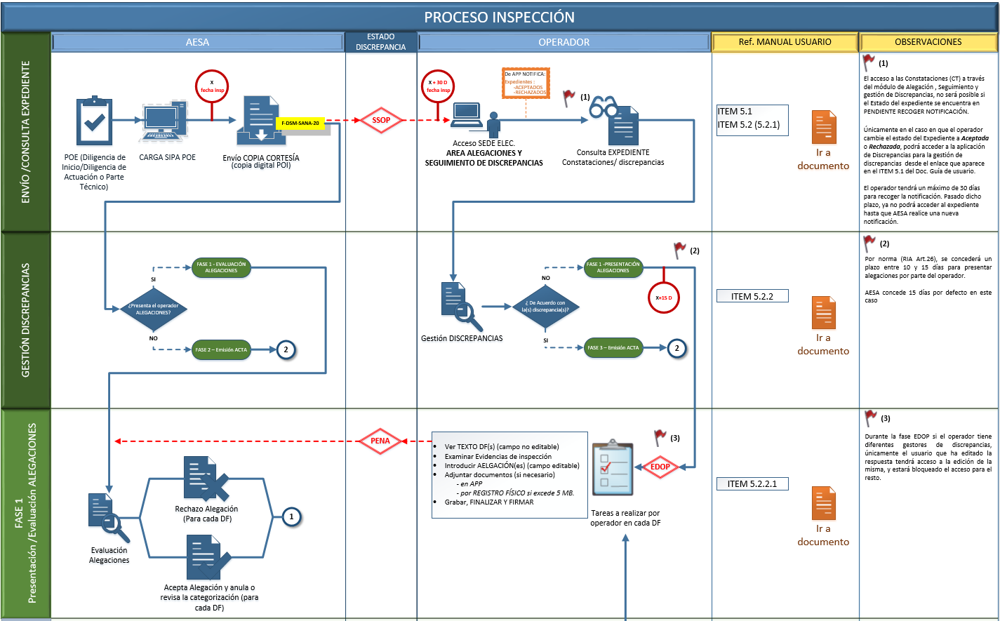 PROCESO INSPECCIÓN
AESA
ESTADO
DISCREPANCIA
OPERADOR
Ref. MANUAL USUARIO
OBSERVACIONES
ENVÍO /CONSULTA EXPEDIENTE
X
fecha insp
F-DSM-SANA-20
POE (Diligencia de
Inicio/Diligencia de
Actuación o Parte
Técnico)
CARGA SIPA POE
Envío COPIA CORTESÍA
(copia digital POI)
SSOP
X + 30 D
fecha insp
De APP NOTIFICA:
Expedientes :
-ACEPTADOS
-RECHAZADOS
(1)
Acceso SEDE ELEC.
AREA ALEGACIONES Y
SEGUIMIENTO DE DISCREPANCIAS
Consulta EXPEDIENTE
Constataciones/ discrepancias
ITEM 5.1
ITEM 5.2 (5.2.1)
Ir a
documento
(1)
El acceso a las Constataciones (CT) a través
del módulo de Alegación , Seguimiento y
gestión de Discrepancias, no será posible si
el Estado del expediente se encuentra en
PENDIENTE RECOGER NOTIFICACIÓN.
Únicamente en el caso en que el operador
cambie el estado del Expediente a Aceptada
o Rechazada, podrá acceder a la aplicación
de Discrepancias para la gestión de
discrepancias desde el enlace que aparece
en el ITEM 5.1 del Doc. Guía de usuario.
El operador tendrá un máximo de 30 días
para recoger la notificación. Pasado dicho
plazo, ya no podrá acceder al expediente
hasta que AESA realice una nueva
notificación.
GESTIÓN DISCREPANCIAS
FASE 1 - EVALUACIÓN
ALEGACIONES
SI
¿Presenta el operador
ALEGACIONES?
NO
FASE 2 – Emisión ACTA
2
Gestión DISCREPANCIAS
FASE 1 -PRESENTACIÓN
ALEGACIONES
NO
¿ De Acuerdo con
la(s) discrepancia(s)?
SI
FASE 3 – Emisión ACTA
2
(2)
X+15 D
ITEM 5.2.2
Ir a
documento
(2)
Por norma (RIA Art.26), se concederá un
plazo entre 10 y 15 días para presentar
alegaciones por parte del operador.
AESA concede 15 días por defecto en este
caso
FASE 1
Presentación /Evaluación ALEGACIONES
PENA
Evaluación
Alegaciones
Rechazo Alegación
(Para cada DF)
Acepta Alegación y anula o
revisa la categorización (para
cada DF)
1
• Ver TEXTO DF(s) (campo no editable)
• Examinar Evidencias de inspección
• Introducir AELGACIÓN(es) (campo editable)
• Adjuntar documentos (si necesario)
- en APP
- por REGISTRO FÍSICO si excede 5 MB.
• Grabar, FINALIZAR Y FIRMAR
(3)
EDOP
Tareas a realizar por
operador en cada DF
ITEM 5.2.2.1
Ir a
documento
(3)
Durante la fase EDOP si el operador tiene
diferentes gestores de discrepancias,
únicamente el usuario que ha editado la
respuesta tendrá acceso a la edición de la
misma, y estará bloqueado el acceso para el
resto.